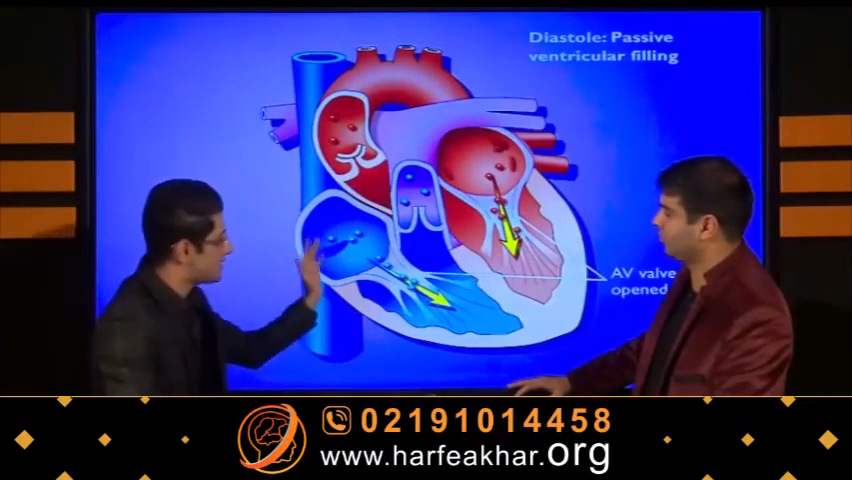 Diastole: Passive
ventricular filling
AV valve
opened
02191014458
www.harfeakhar.org